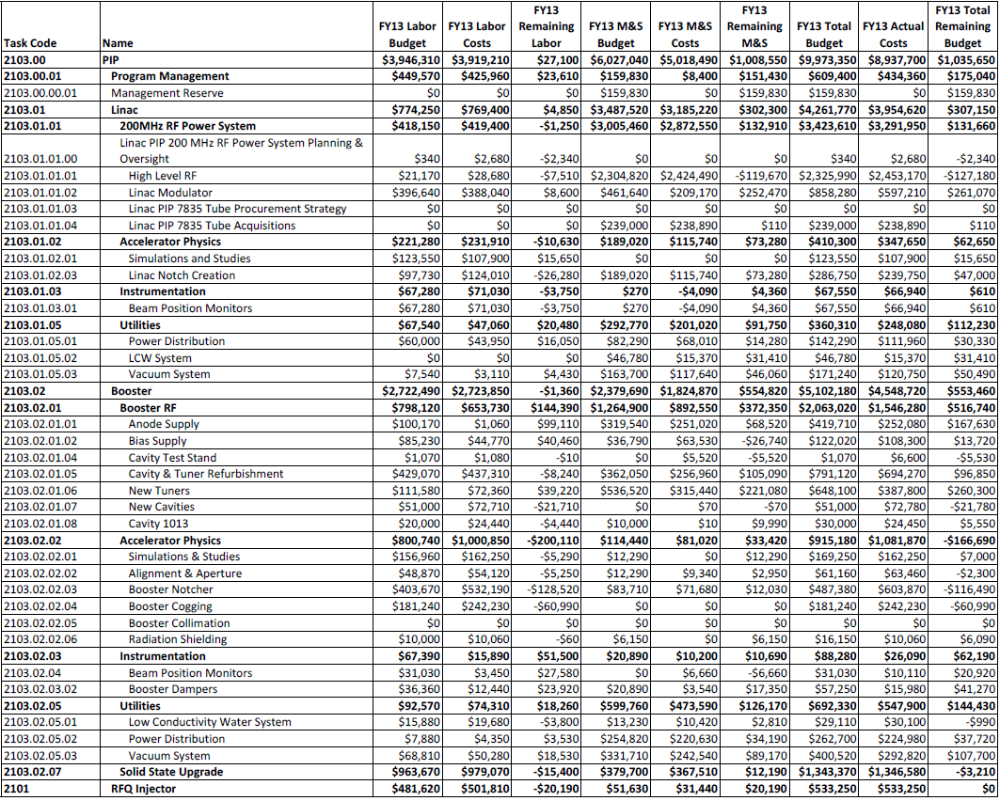 FY13 FY13 FY13 Total
FY13 Labor FY13 Labor Remaining FY13 M&S FY13 M&S Remaining FY13 Total FY13 Actual Remaining
Task Code Name Budget Costs Labor Budget Costs M&S Budget Costs Budget
2103.00 PIP $3,946,310 $3,919,210 $27,100 $6,027,040 $5,018,490 $1,008,550 $9,973,350 $8,937,700 $1,035,650
2103.00.01 Program Management $449,570 $425,960 $23,610 $159,830 $8,400 $151,430 $609,400 $434,360 $175,040
2103.00.00.01 Management Reserve $0 $0 $0 $159,830 $0 $159,830 $159,830 $0 $159,830
2103.01 Linac $774,250 $769,400 $4,850 $3,487,520 $3,185,220 $302,300 $4,261,770 $3,954,620 $307,150
2103.01.01 200MHz RF Power System $418,150 $419,400 -$1,250 $3,005,460 $2,872,550 $132,910 $3,423,610 $3,291,950 $131,660
Linac PIP 200 MHz RF Power System Planning &
2103.01.01.00 Oversight $340 $2,680 -$2,340 $0 $0 $0 $340 $2,680 -$2,340
2103.01.01.01 High Level RF $21,170 $28,680 -$7,510 $2,304,820 $2,424,490 -$119,670 $2,325,990 $2,453,170 -$127,180
2103.01.01.02 Linac Modulator $396,640 $388,040 $8,600 $461,640 $209,170 $252,470 $858,280 $597,210 $261,070
2103.01.01.03 Linac PIP 7835 Tube Procurement Strategy $0 $0 $0 $0 $0 $0 $0 $0 $0
2103.01.01.04 Linac PIP 7835 Tube Acquisitions $0 $0 $0 $239,000 $238,890 $110 $239,000 $238,890 $110
2103.01.02 Accelerator Physics $221,280 $231,910 -$10,630 $189,020 $115,740 $73,280 $410,300 $347,650 $62,650
2103.01.02.01 Simulations and Studies $123,550 $107,900 $15,650 $0 $0 $0 $123,550 $107,900 $15,650
2103.01.02.03 Linac Notch Creation $97,730 $124,010 -$26,280 $189,020 $115,740 $73,280 $286,750 $239,750 $47,000
2103.01.03 Instrumentation $67,280 $71,030 -$3,750 $270 -$4,090 $4,360 $67,550 $66,940 $610
2103.01.03.01 Beam Position Monitors $67,280 $71,030 -$3,750 $270 -$4,090 $4,360 $67,550 $66,940 $610
2103.01.05 Utilities $67,540 $47,060 $20,480 $292,770 $201,020 $91,750 $360,310 $248,080 $112,230
2103.01.05.01 Power Distribution $60,000 $43,950 $16,050 $82,290 $68,010 $14,280 $142,290 $111,960 $30,330
2103.01.05.02 LCW System $0 $0 $0 $46,780 $15,370 $31,410 $46,780 $15,370 $31,410
2103.01.05.03 Vacuum System $7,540 $3,110 $4,430 $163,700 $117,640 $46,060 $171,240 $120,750 $50,490
2103.02 Booster $2,722,490 $2,723,850 -$1,360 $2,379,690 $1,824,870 $554,820 $5,102,180 $4,548,720 $553,460
2103.02.01 Booster RF $798,120 $653,730 $144,390 $1,264,900 $892,550 $372,350 $2,063,020 $1,546,280 $516,740
2103.02.01.01 Anode Supply $100,170 $1,060 $99,110 $319,540 $251,020 $68,520 $419,710 $252,080 $167,630
2103.02.01.02 Bias Supply $85,230 $44,770 $40,460 $36,790 $63,530 -$26,740 $122,020 $108,300 $13,720
2103.02.01.04 Cavity Test Stand $1,070 $1,080 -$10 $0 $5,520 -$5,520 $1,070 $6,600 -$5,530
2103.02.01.05 Cavity & Tuner Refurbishment $429,070 $437,310 -$8,240 $362,050 $256,960 $105,090 $791,120 $694,270 $96,850
2103.02.01.06 New Tuners $111,580 $72,360 $39,220 $536,520 $315,440 $221,080 $648,100 $387,800 $260,300
2103.02.01.07 New Cavities $51,000 $72,710 -$21,710 $0 $70 -$70 $51,000 $72,780 -$21,780
2103.02.01.08 Cavity 1013 $20,000 $24,440 -$4,440 $10,000 $10 $9,990 $30,000 $24,450 $5,550
2103.02.02 Accelerator Physics $800,740 $1,000,850 -$200,110 $114,440 $81,020 $33,420 $915,180 $1,081,870 -$166,690
2103.02.02.01 Simulations & Studies $156,960 $162,250 -$5,290 $12,290 $0 $12,290 $169,250 $162,250 $7,000
2103.02.02.02 Alignment & Aperture $48,870 $54,120 -$5,250 $12,290 $9,340 $2,950 $61,160 $63,460 -$2,300
2103.02.02.03 Booster Notcher $403,670 $532,190 -$128,520 $83,710 $71,680 $12,030 $487,380 $603,870 -$116,490
2103.02.02.04 Booster Cogging $181,240 $242,230 -$60,990 $0 $0 $0 $181,240 $242,230 -$60,990
2103.02.02.05 Booster Collimation $0 $0 $0 $0 $0 $0 $0 $0 $0
2103.02.02.06 Radiation Shielding $10,000 $10,060 -$60 $6,150 $0 $6,150 $16,150 $10,060 $6,090
2103.02.03 Instrumentation $67,390 $15,890 $51,500 $20,890 $10,200 $10,690 $88,280 $26,090 $62,190
2103.02.04 Beam Position Monitors $31,030 $3,450 $27,580 $0 $6,660 -$6,660 $31,030 $10,110 $20,920
2103.02.03.02 Booster Dampers $36,360 $12,440 $23,920 $20,890 $3,540 $17,350 $57,250 $15,980 $41,270
2103.02.05 Utilities $92,570 $74,310 $18,260 $599,760 $473,590 $126,170 $692,330 $547,900 $144,430
2103.02.05.01 Low Conductivity Water System $15,880 $19,680 -$3,800 $13,230 $10,420 $2,810 $29,110 $30,100 -$990
2103.02.05.02 Power Distribution $7,880 $4,350 $3,530 $254,820 $220,630 $34,190 $262,700 $224,980 $37,720
2103.02.05.03 Vacuum System $68,810 $50,280 $18,530 $331,710 $242,540 $89,170 $400,520 $292,820 $107,700
2103.02.07 Solid State Upgrade $963,670 $979,070 -$15,400 $379,700 $367,510 $12,190 $1,343,370 $1,346,580 -$3,210
2101 RFQ Injector $481,620 $501,810 -$20,190 $51,630 $31,440 $20,190 $533,250 $533,250 $0